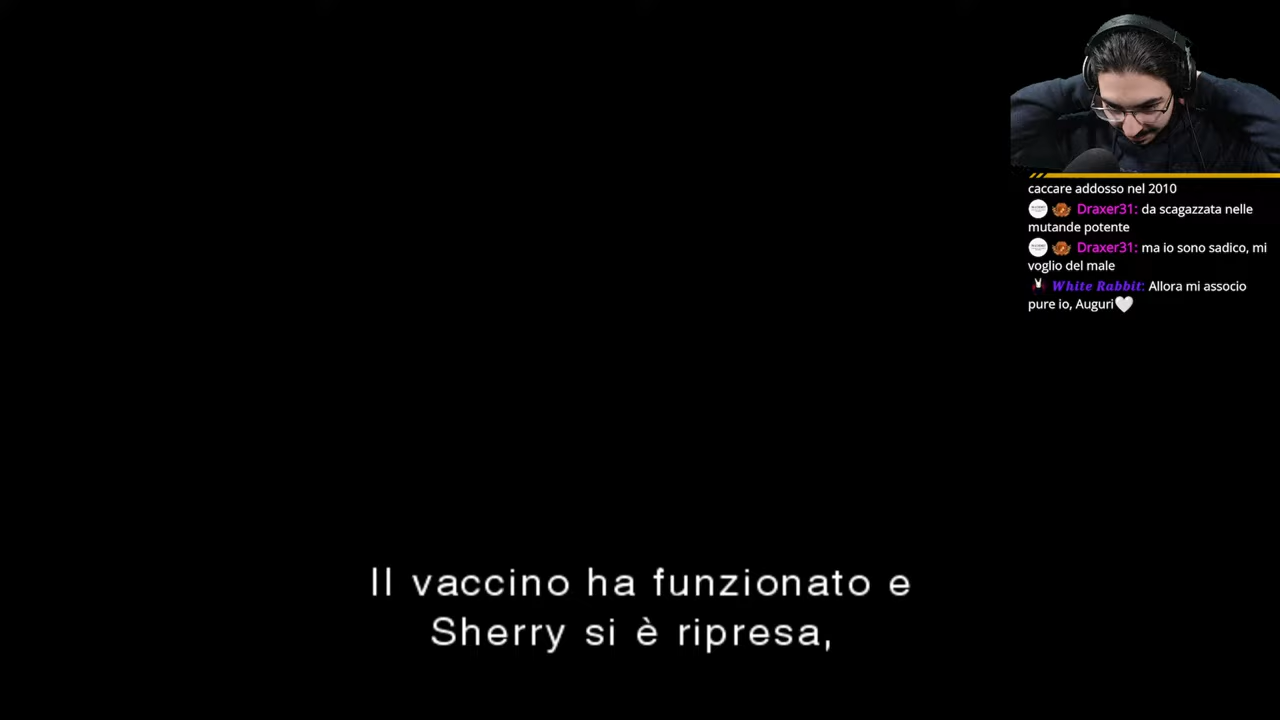 caccare addosso nel 2010
Draxer31: da scagazzata nelle
mutande potente
Draxer31: ma io sono sadico, mi
voglio del male
White Rabbit: Allora mi associo
pure io, Auguri🤍
Il vaccino ha funzionato e
Sherry si è ripresa,